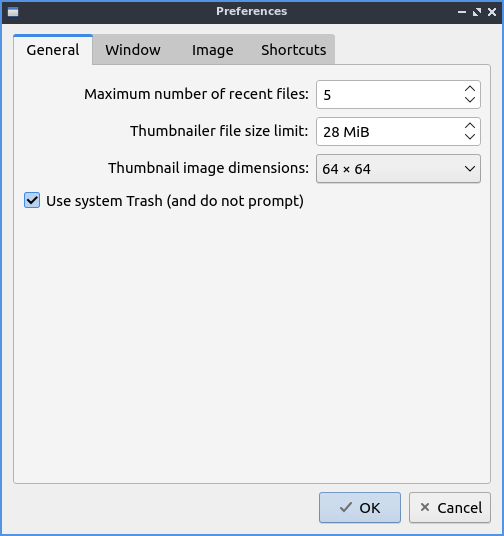 Preferences
General Window Image Shortcuts
Maximum number of recent files: 5
Thumbnailer file size limit: 28 MiB
Thumbnail image dimensions: 64 × 64
Use system Trash (and do not prompt)
OK Cancel